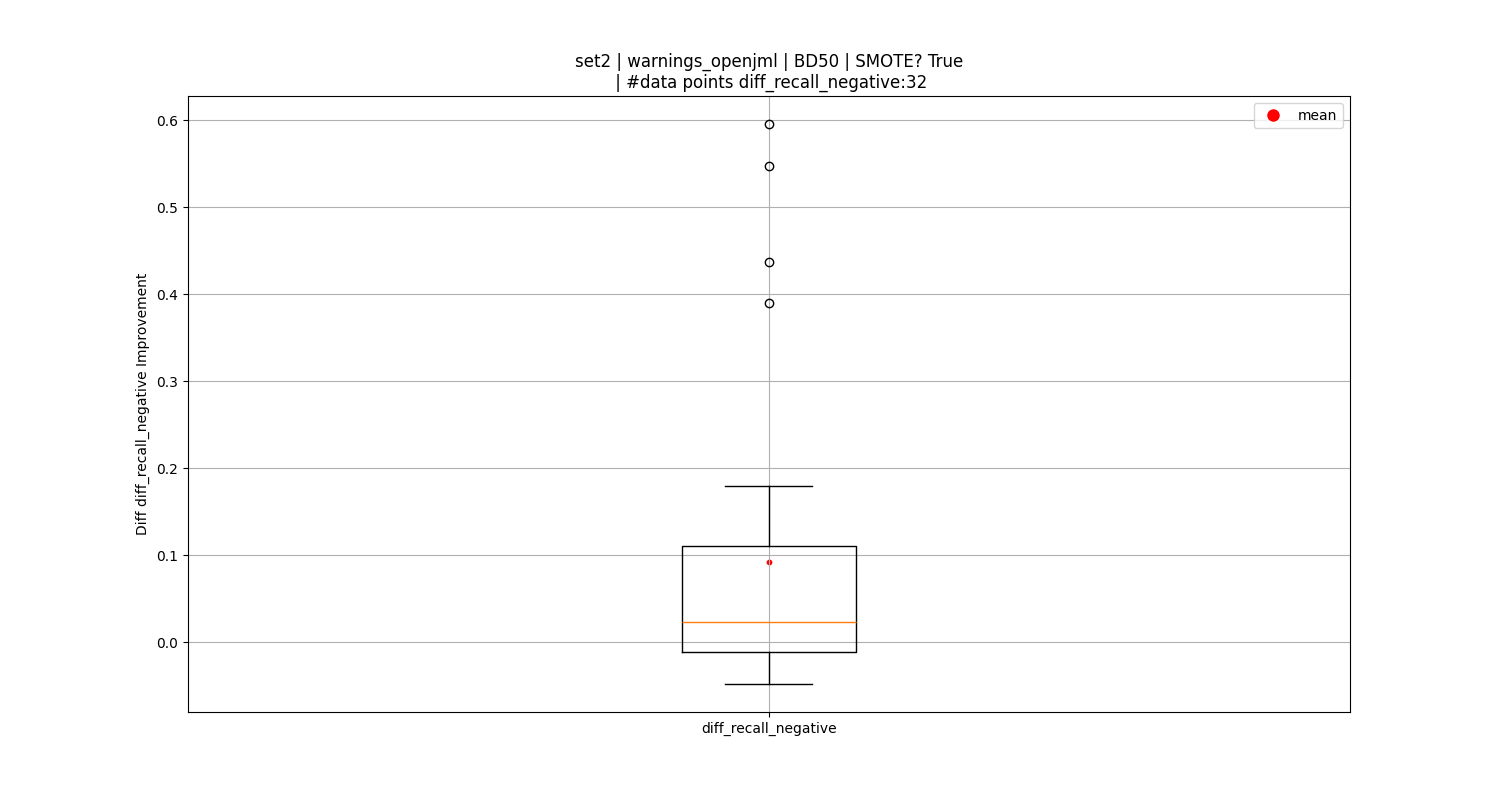 set2 | warnings_openjml | BD50 | SMOTE? True
| #data points diff_recall_negative:32
mean
0.6
0.5
0.4
0.3
0.2
0.1
0.0
Diff diff_recall_negative Improvement
diff_recall_negative